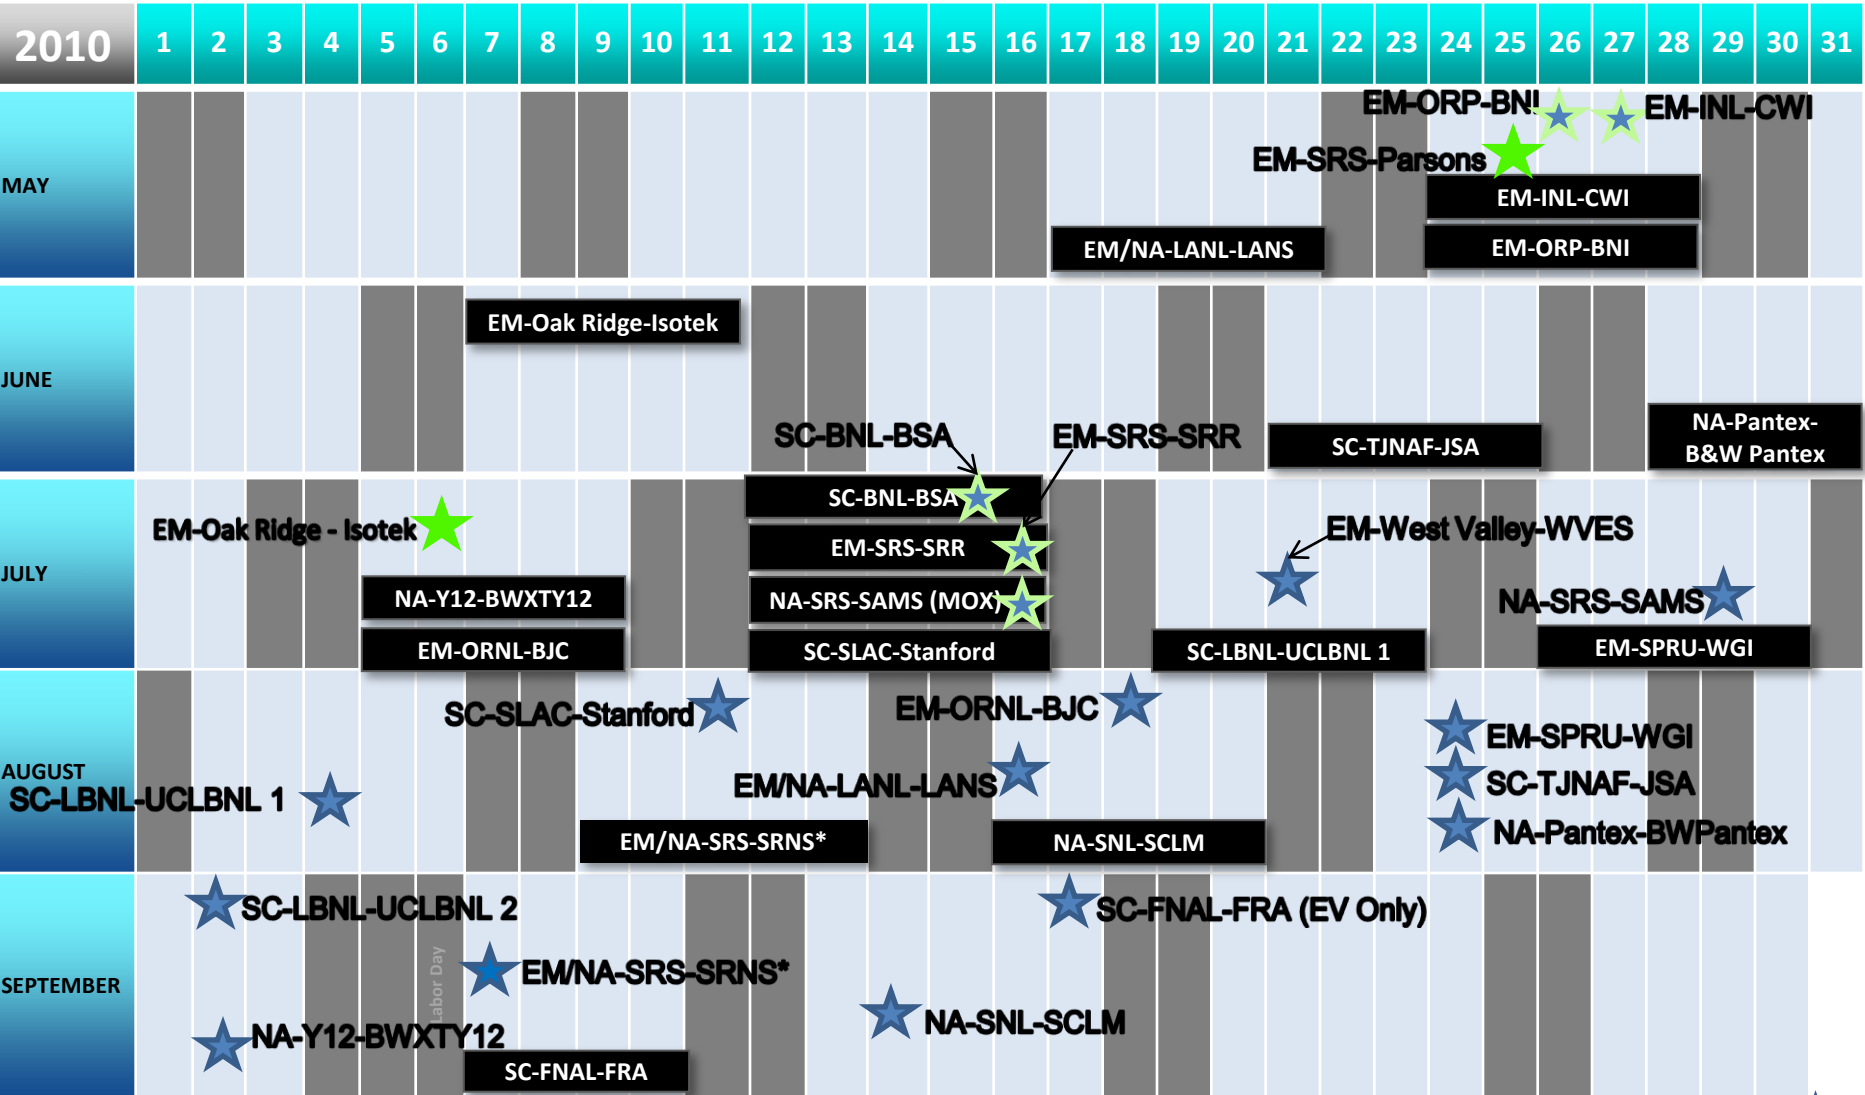 2010 1 2 3 4 5 6 7 8 9 10 11 12 13 14 15 16 17 18 19 20 21 22 23 24 25 26 27 28 29 30 31
MAY
EM-ORP-BNI
EM-INL-CWI
EM-SRS-Parsons
EM-INL-CWI
EM/NA-LANL-LANS
EM-ORP-BNI
JUNE
EM-Oak Ridge-Isotek
SC-BNL-BSA
EM-SRS-SRR
SC-TJNAF-JSA
NA-Pantex-
B&W Pantex
JULY
SC-BNL-BSA
EM-Oak Ridge - Isotek
EM-SRS-SRR
EM-West Valley-WVES
NA-Y12-BWXTY12
NA-SRS-SAMS (MOX)
NA-SRS-SAMS
EM-ORNL-BJC
SC-SLAC-Stanford
SC-LBNL-UCLBNL 1
EM-SPRU-WGI
AUGUST
SC-SLAC-Stanford
EM-ORNL-BJC
EM-SPRU-WGI
SC-LBNL-UCLBNL 1
EM/NA-LANL-LANS
SC-TJNAF-JSA
NA-Pantex-BWPantex
EM/NA-SRS-SRNS*
NA-SNL-SCLM
SEPTEMBER
SC-LBNL-UCLBNL 2
SC-FNAL-FRA (EV Only)
Labor Day
EM/NA-SRS-SRNS*
NA-SNL-SCLM
NA-Y12-BWXTY12
SC-FNAL-FRA